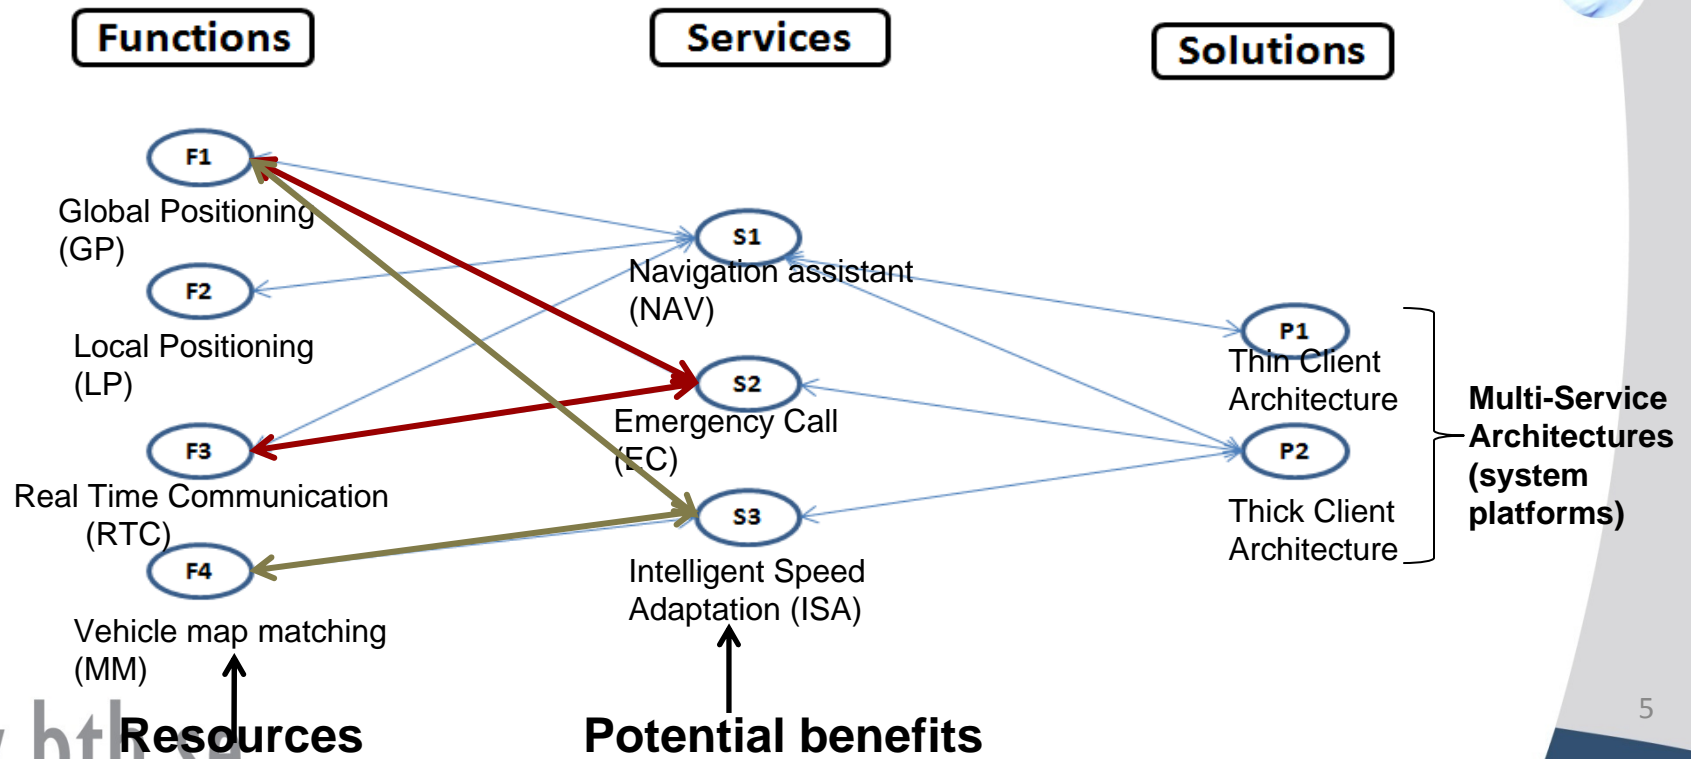 Functions
Services
Solutions
F1
Global Positioning
(GP)
F2
Local Positioning
(LP)
F3
Real Time Communication
(RTC)
F4
Vehicle map matching
(MM)
Resources
S1
Navigation assistant
(NAV)
S2
Emergency Call
(EC)
S3
Intelligent Speed
Adaptation (ISA)
Potential benefits
P1
Thin Client
Architecture
P2
Thick Client
Architecture
Multi-Service
Architectures
(system
platforms)
5